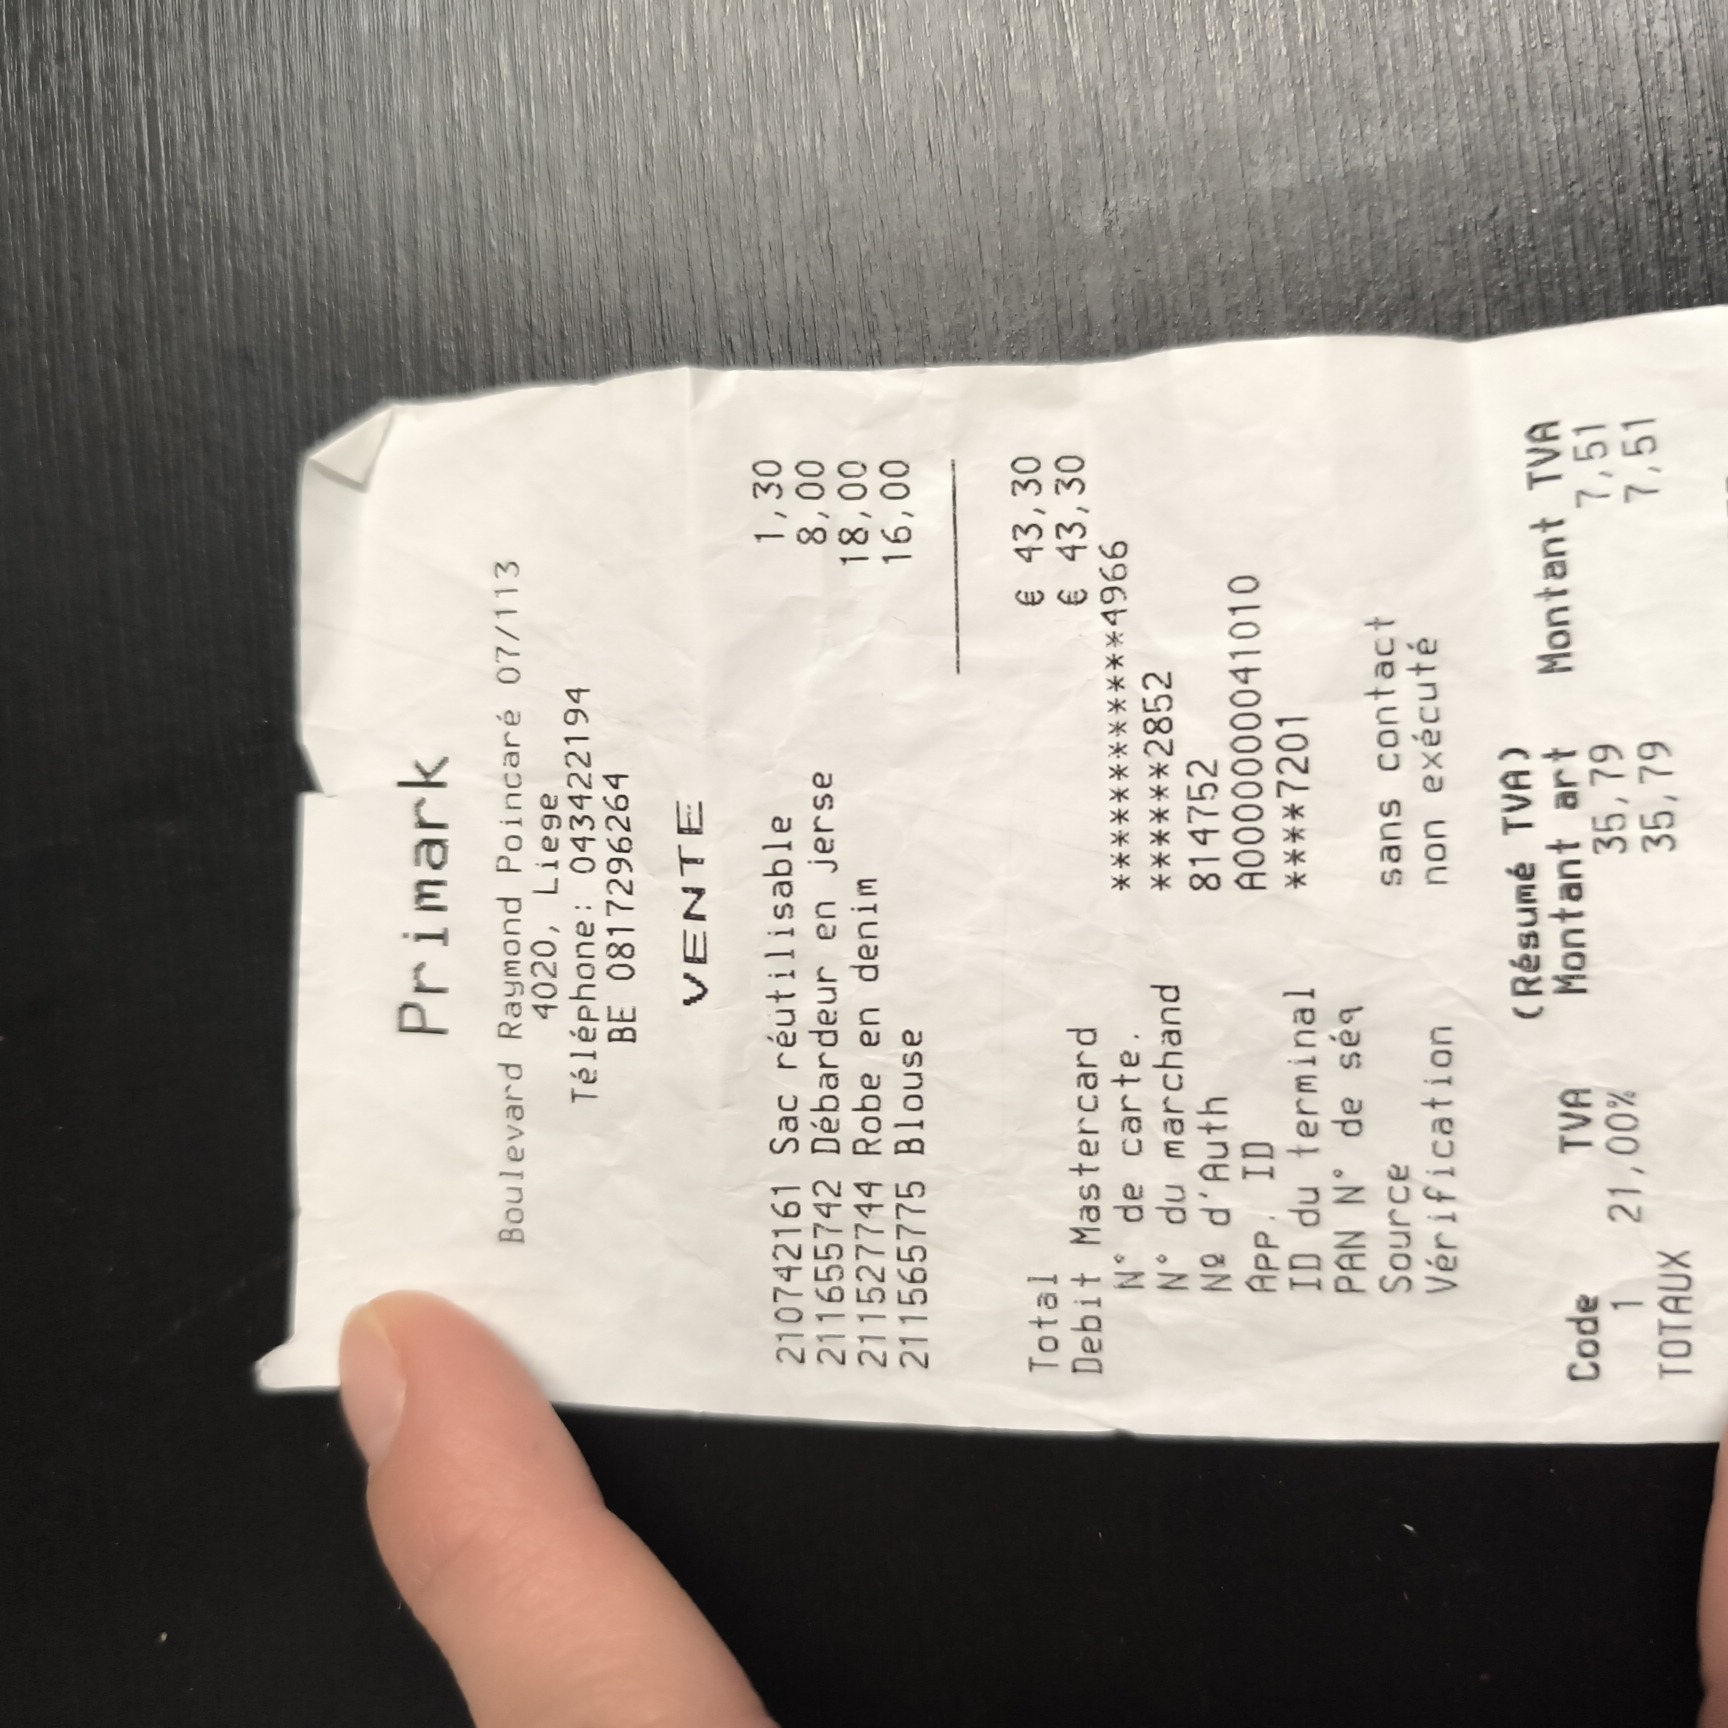 Primark
Boulevard Raymond Poincaré 07/113
4020, Liege
Téléphone: 043422194
BE 0817296264
VENTE
210742161 Sac réutilisable 1,30
211655742 Débardeur en jerse 8,00
211527744 Robe en denim 18,00
211565775 Blouse 16,00
Total € 43,30
Debit Mastercard € 43,30
N° de carte. ************4966
N° du marchand ******2852
Nº d'Auth 814752
App. ID A0000000041010
ID du terminal ****7201
PAN N° de séq
Source sans contact
Vérification non exécuté
(Résumé TVA)
Code TVA Montant art Montant TVA
1 21,00% 35,79 7,51
TOTAUX 35,79 7,51